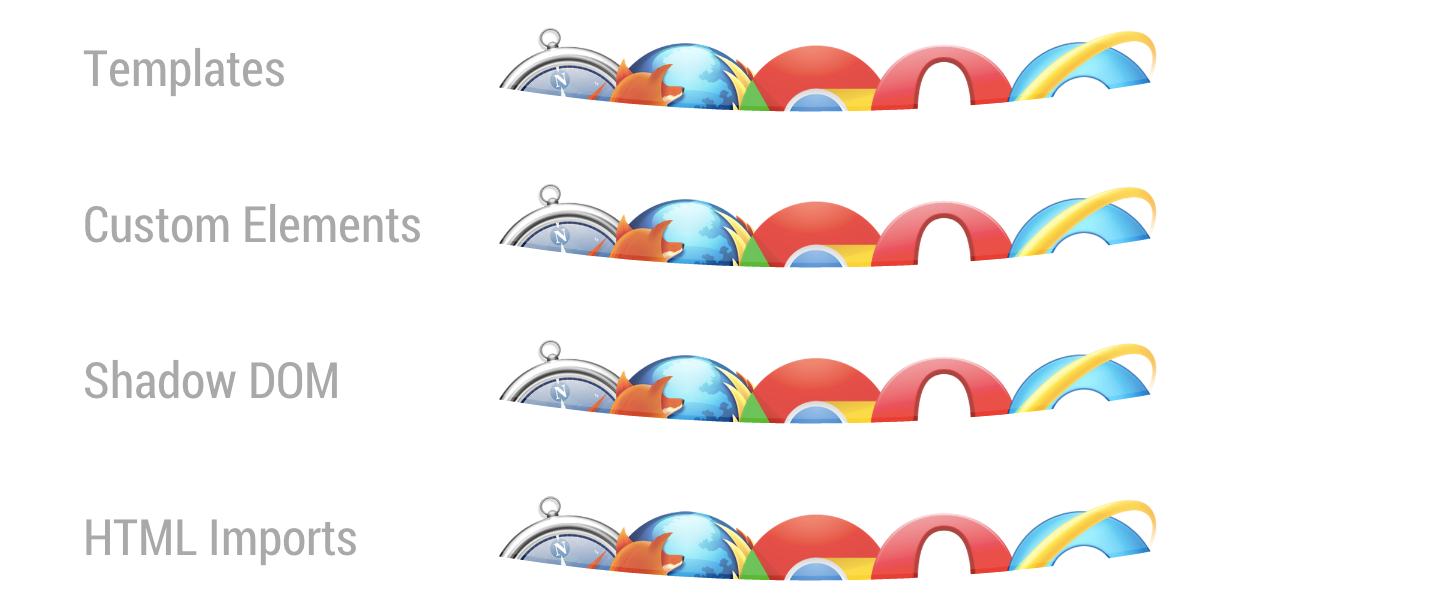 Templates
Custom Elements
Shadow DOM
HTML Imports